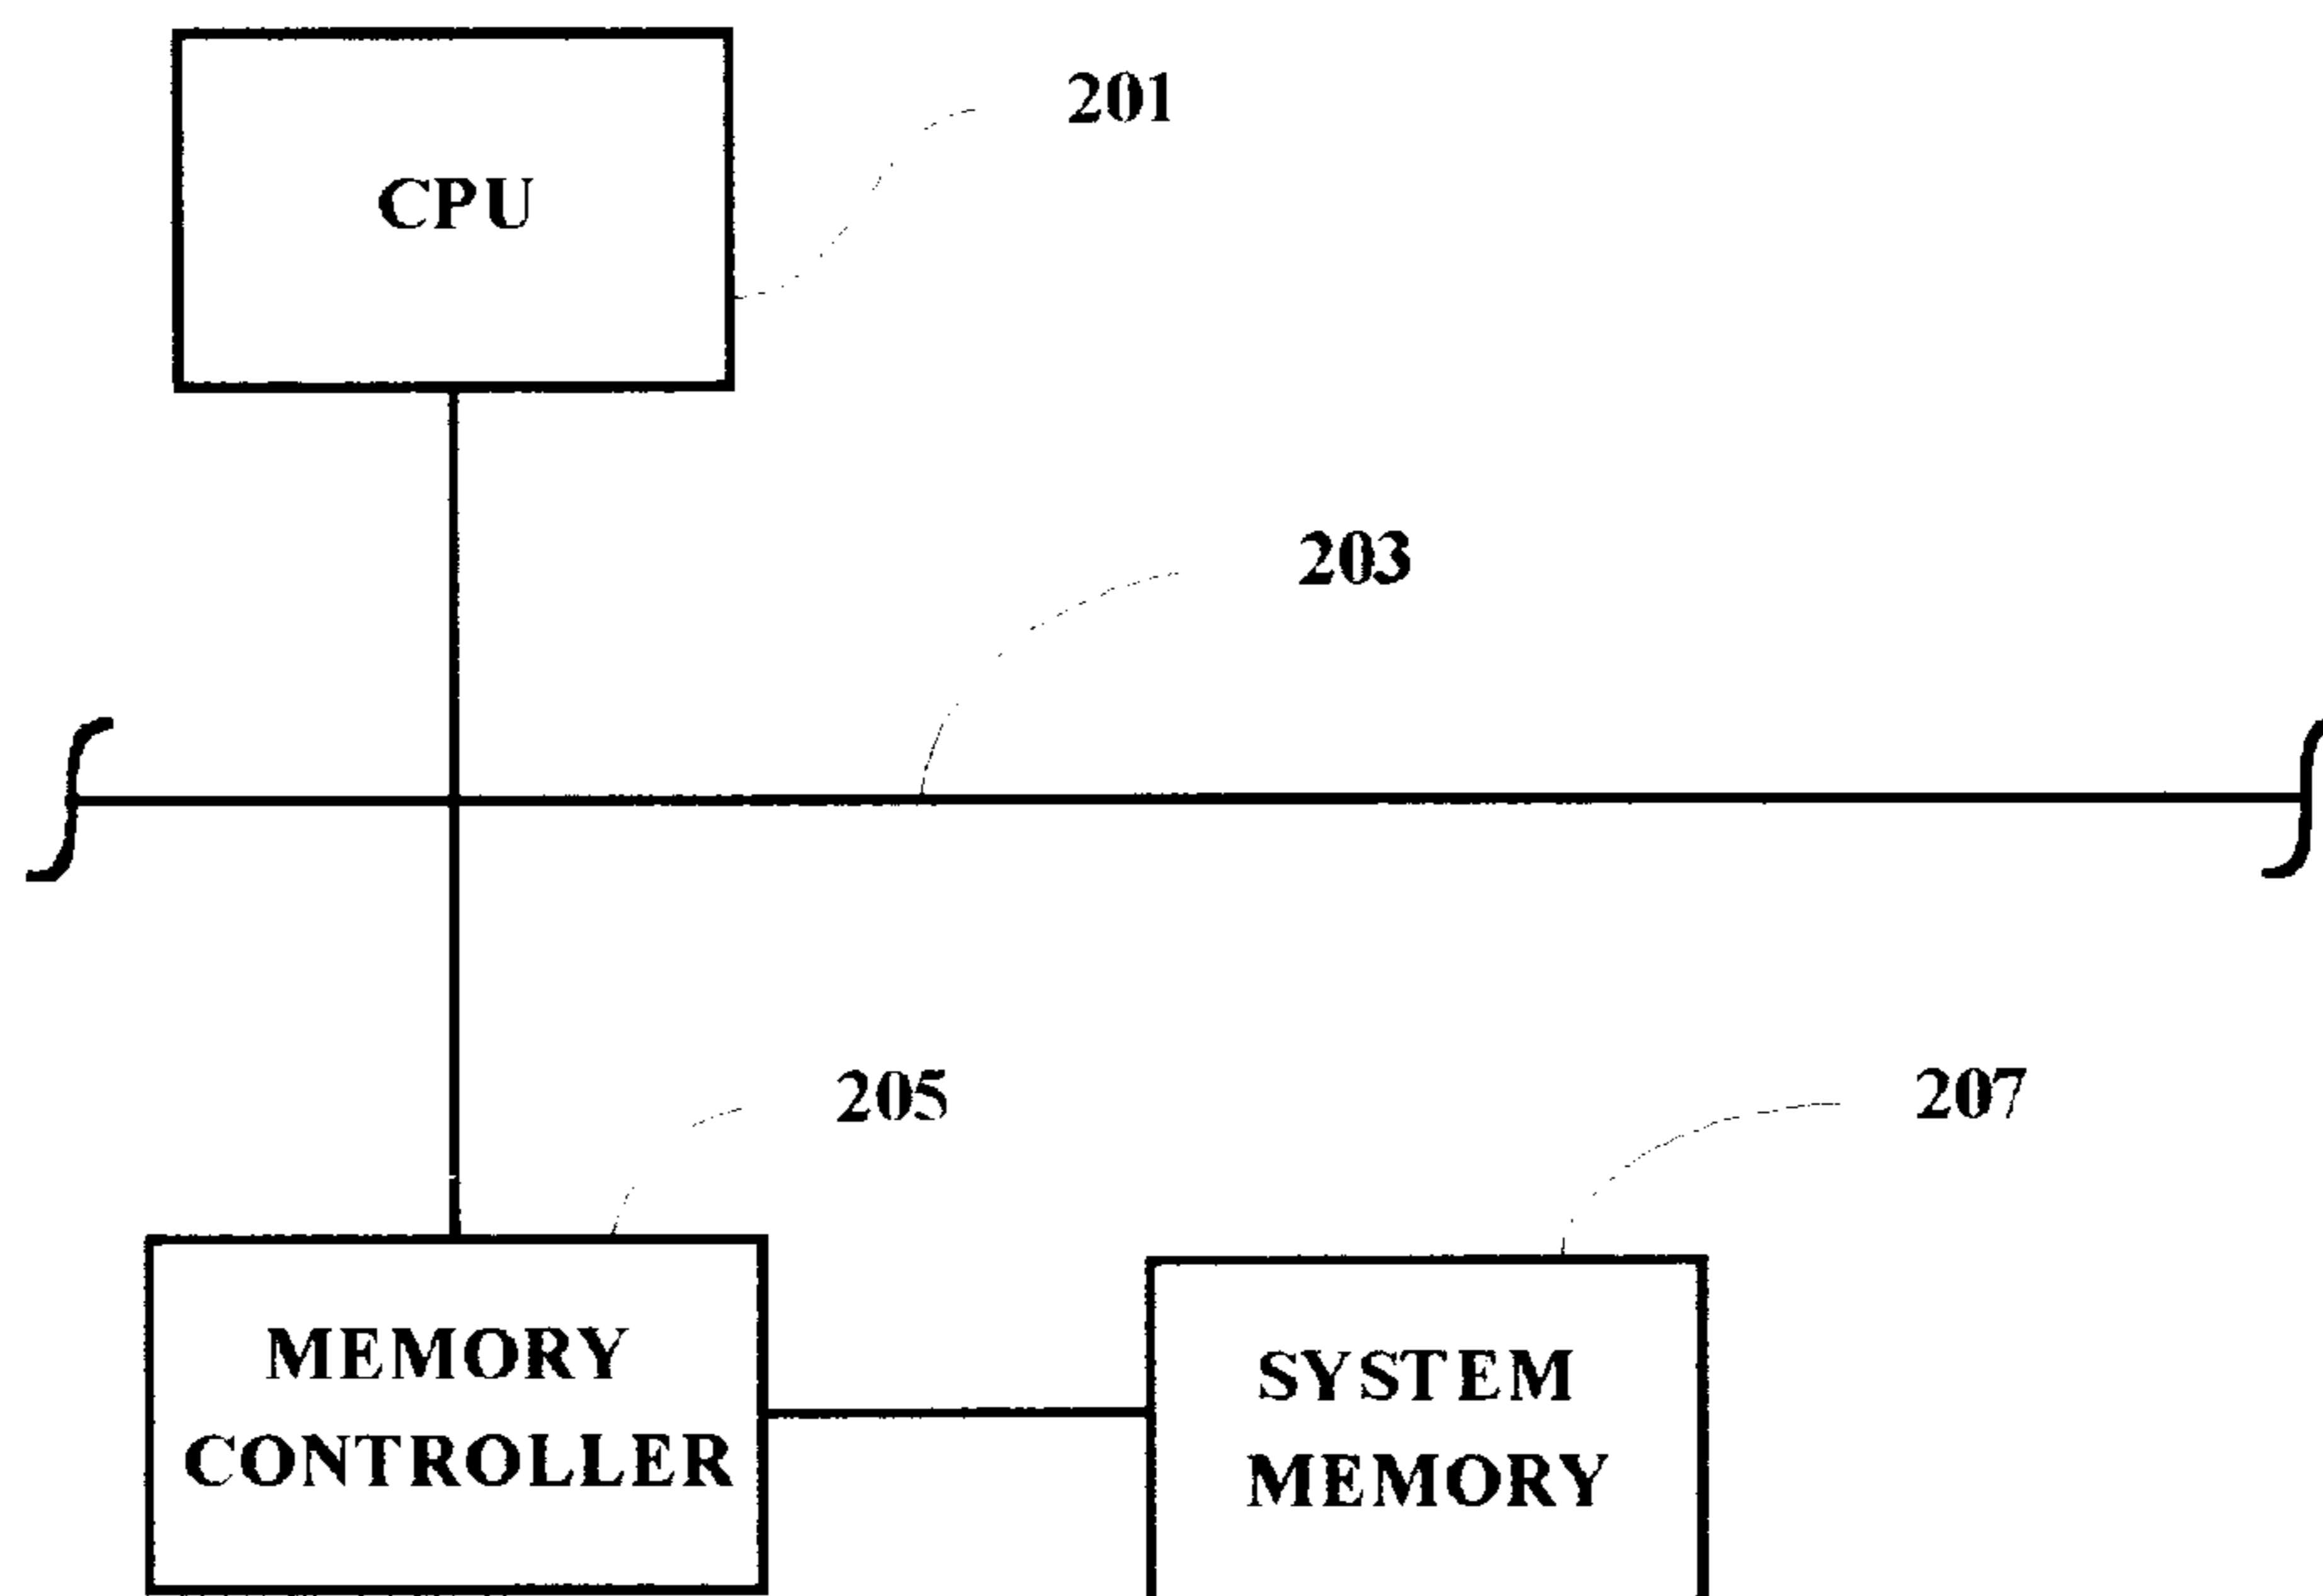 201
CPU
203
205
207
MEMORY
CONTROLLER
SYSTEM
MEMORY